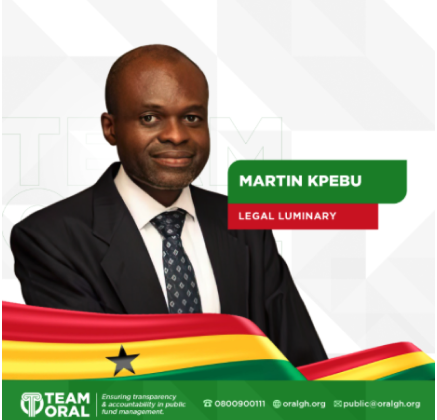 TEAM
MARTIN KPEBU
LEGAL LUMINARY
TEAM
ORAL
Ensuring transparency
& accountability in public
fund management.
0800900111 oralgh.org public@oralgh.org